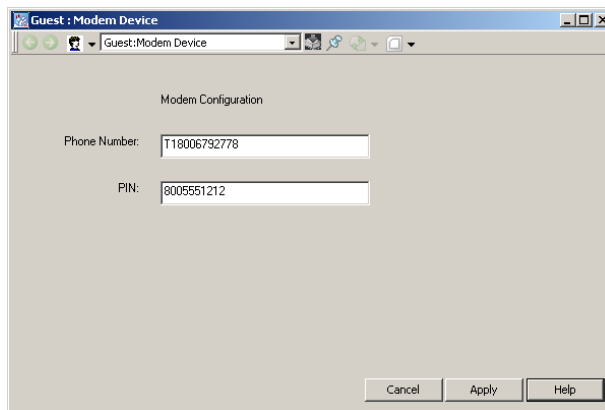 Guest : Modem Device
Guest:Modem Device
Modem Configuration
Phone Number: T18006792778
PIN: 8005551212
Cancel Apply Help